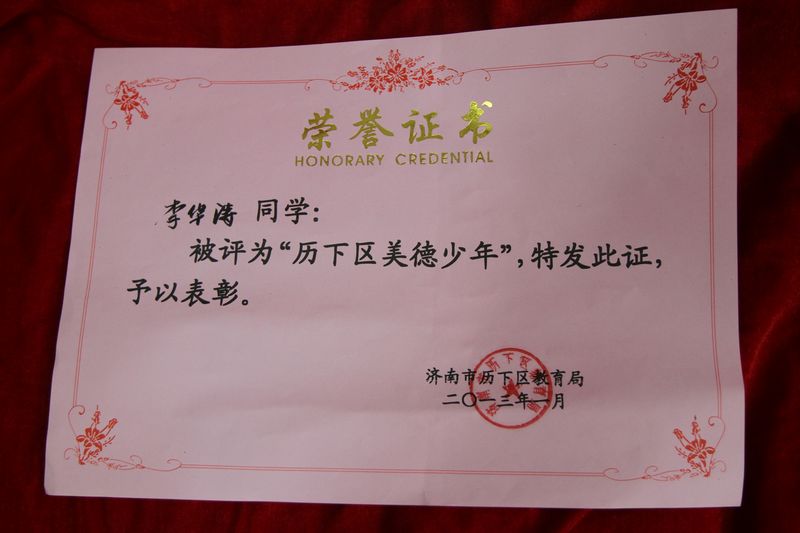 荣誉证书
HONORARY CREDENTIAL
李华涛 同学：
被评为“历下区美德少年”，特发此证，
予以表彰。
济南市历下区教育局
二〇一三年一月